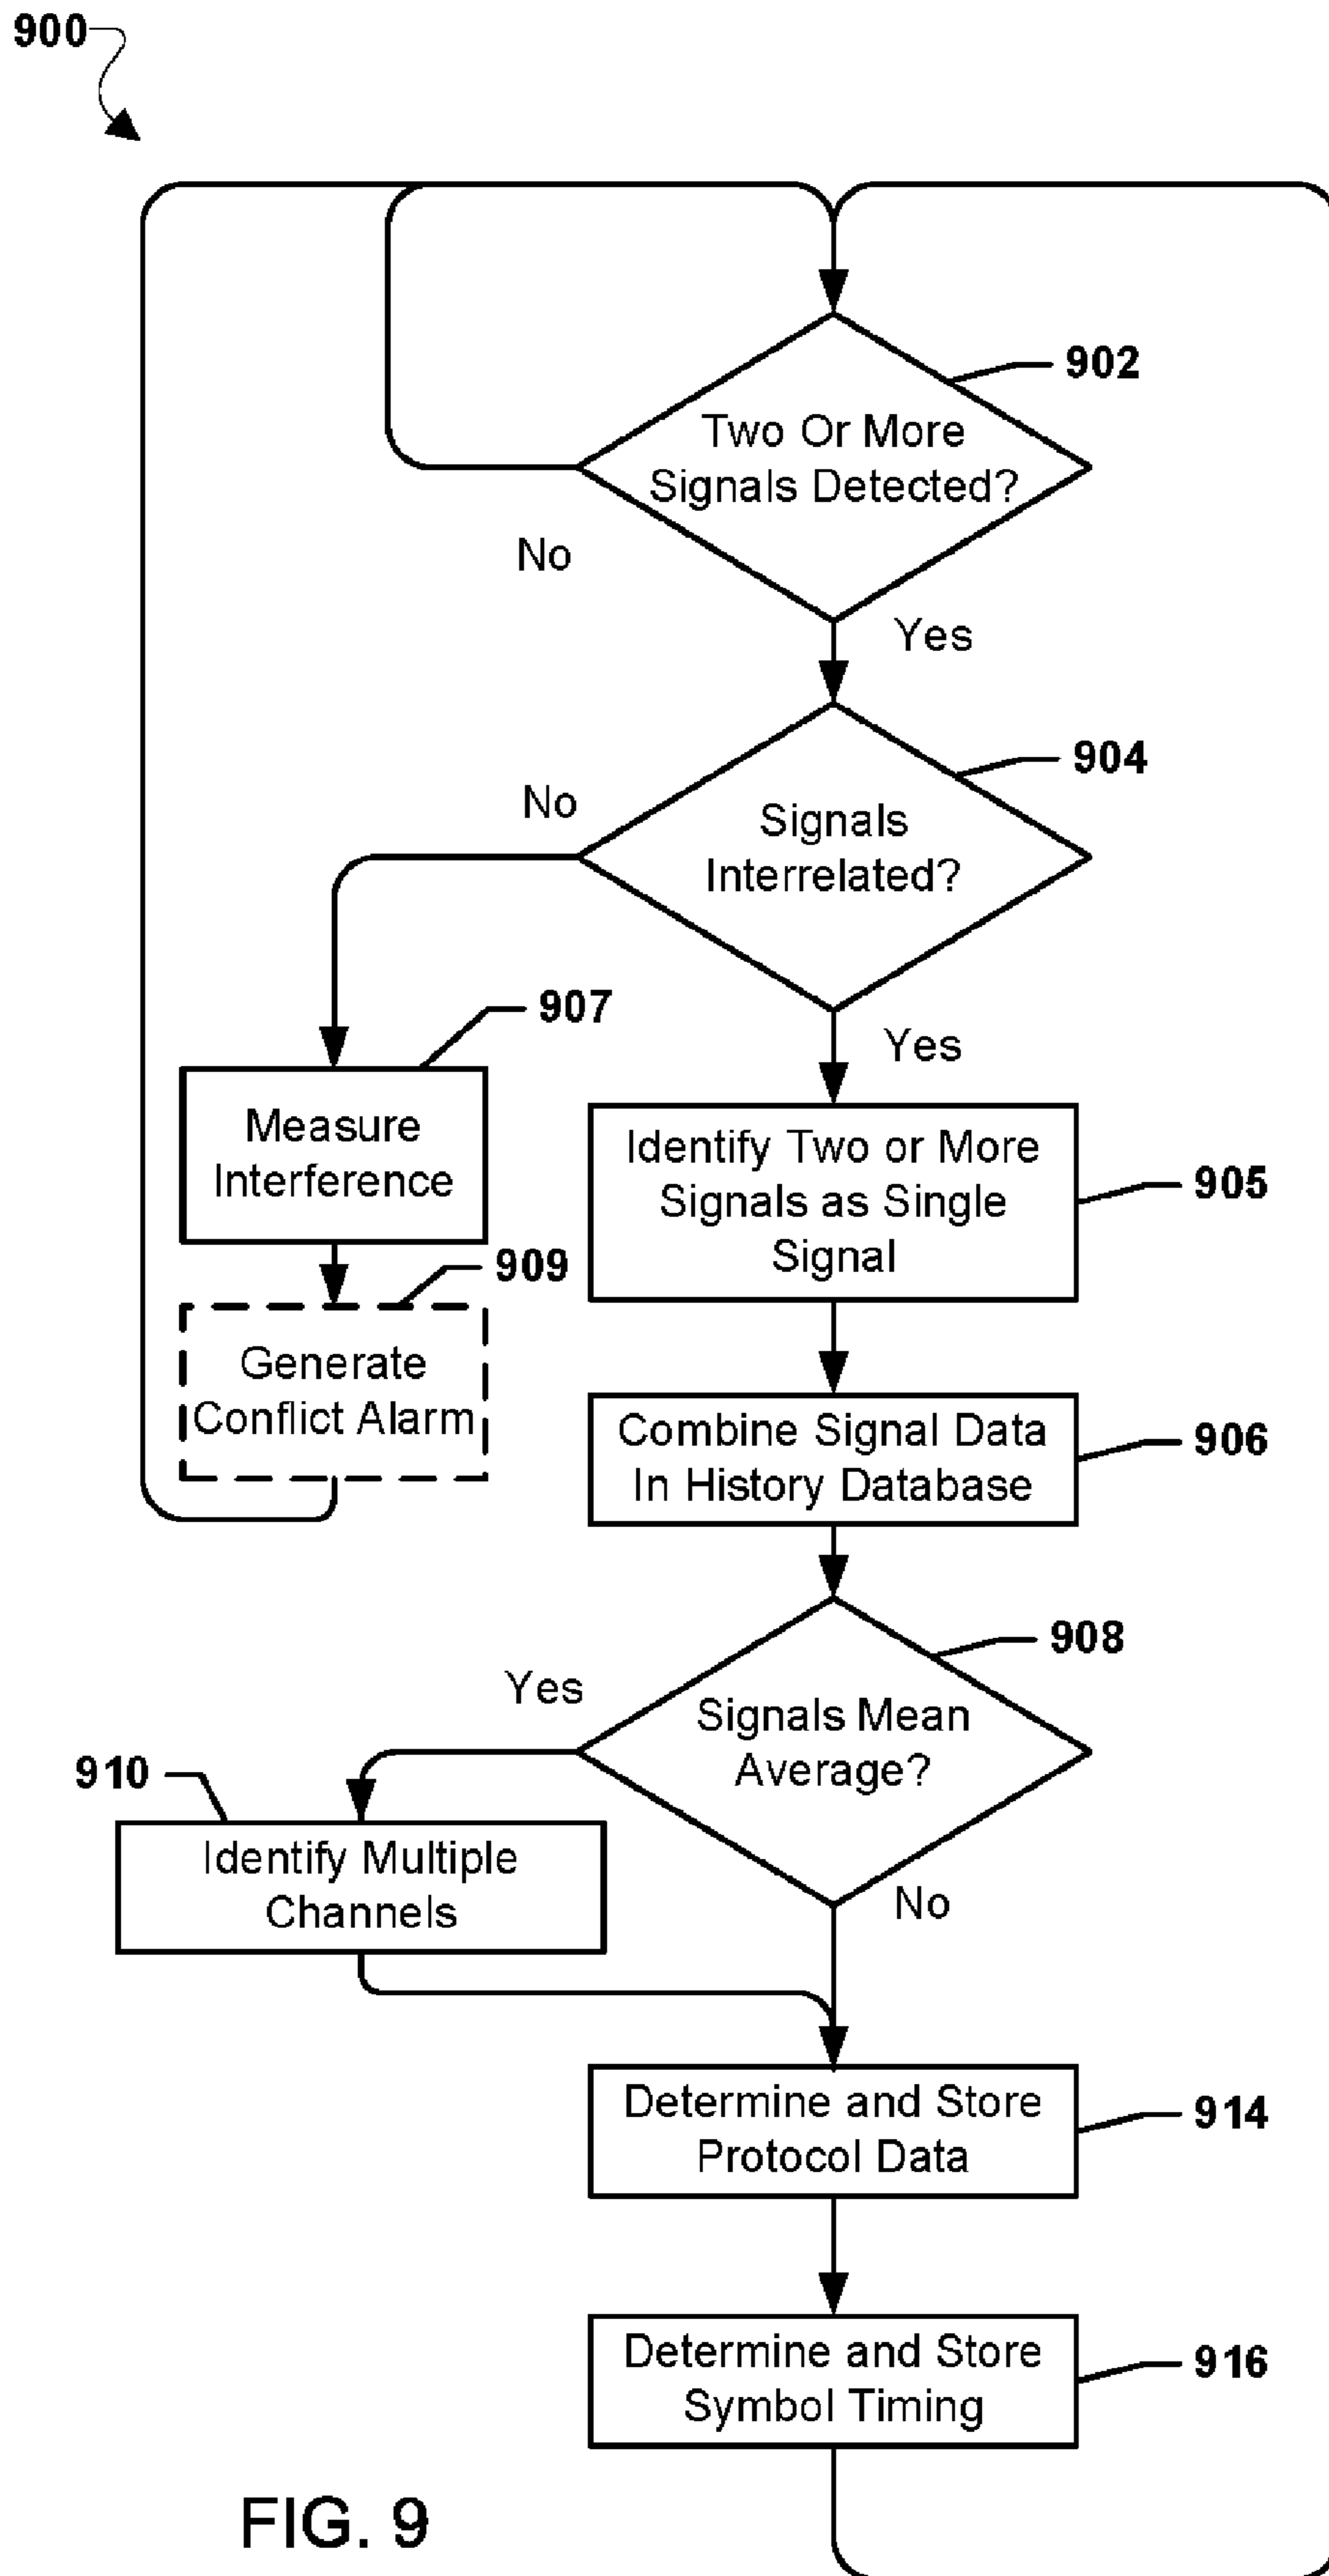 900
902
Two Or More
Signals Detected?
No
Yes
904
No
Signals
Interrelated?
Yes
907
Measure
Interference
Identify Two or More
Signals as Single
Signal
905
909
Generate
Conflict Alarm
Combine Signal Data
In History Database
906
908
Yes
Signals Mean
Average?
910
No
Identify Multiple
Channels
Determine and Store
Protocol Data
914
Determine and Store
Symbol Timing
916
FIG. 9